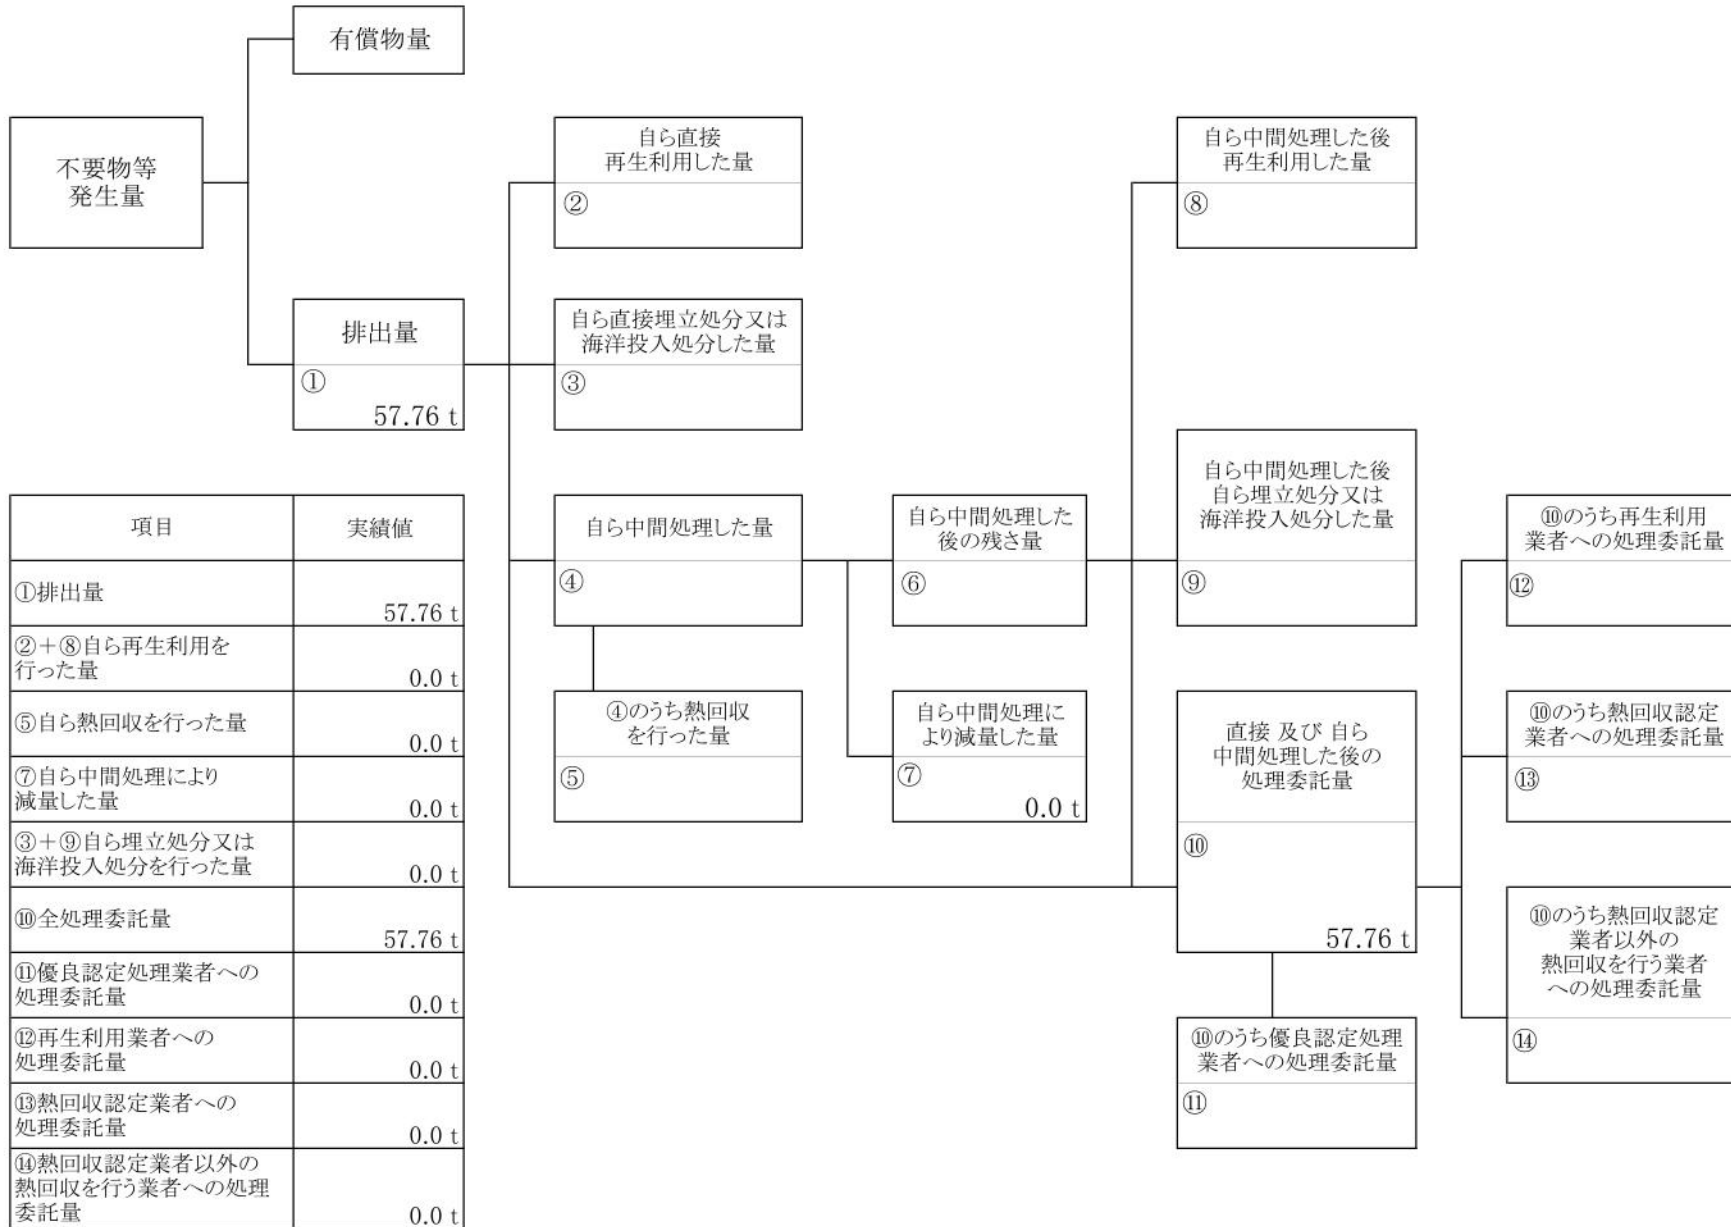 有償物量
不要物等
発生量
自ら直接
再生利用した量
②
自ら中間処理した後
再生利用した量
⑧
排出量
①
57.76 t
自ら直接埋立処分又は
海洋投入処分した量
③
自ら中間処理した量
④
自ら中間処理した
後の残さ量
⑥
自ら中間処理した後
自ら埋立処分又は
海洋投入処分した量
⑨
⑩のうち再生利用
業者への処理委託量
⑫
④のうち熱回収
を行った量
⑤
自ら中間処理に
より減量した量
⑦
0.0 t
直接 及び 自ら
中間処理した後の
処理委託量
⑩
57.76 t
⑩のうち熱回収認定
業者への処理委託量
⑬
⑩のうち熱回収認定
業者以外の
熱回収を行う業者
への処理委託量
⑭
⑩のうち優良認定処理
業者への処理委託量
⑪
項目 実績値
①排出量
57.76 t
②+⑧自ら再生利用を
行った量
0.0 t
⑤自ら熱回収を行った量
0.0 t
⑦自ら中間処理により
減量した量
0.0 t
③+⑨自ら埋立処分又は
海洋投入処分を行った量
0.0 t
⑩全処理委託量
57.76 t
⑪優良認定処理業者への
処理委託量
0.0 t
⑫再生利用業者への
処理委託量
0.0 t
⑬熱回収認定業者への
処理委託量
0.0 t
⑭熱回収認定業者以外の
熱回収を行う業者への処理
委託量
0.0 t